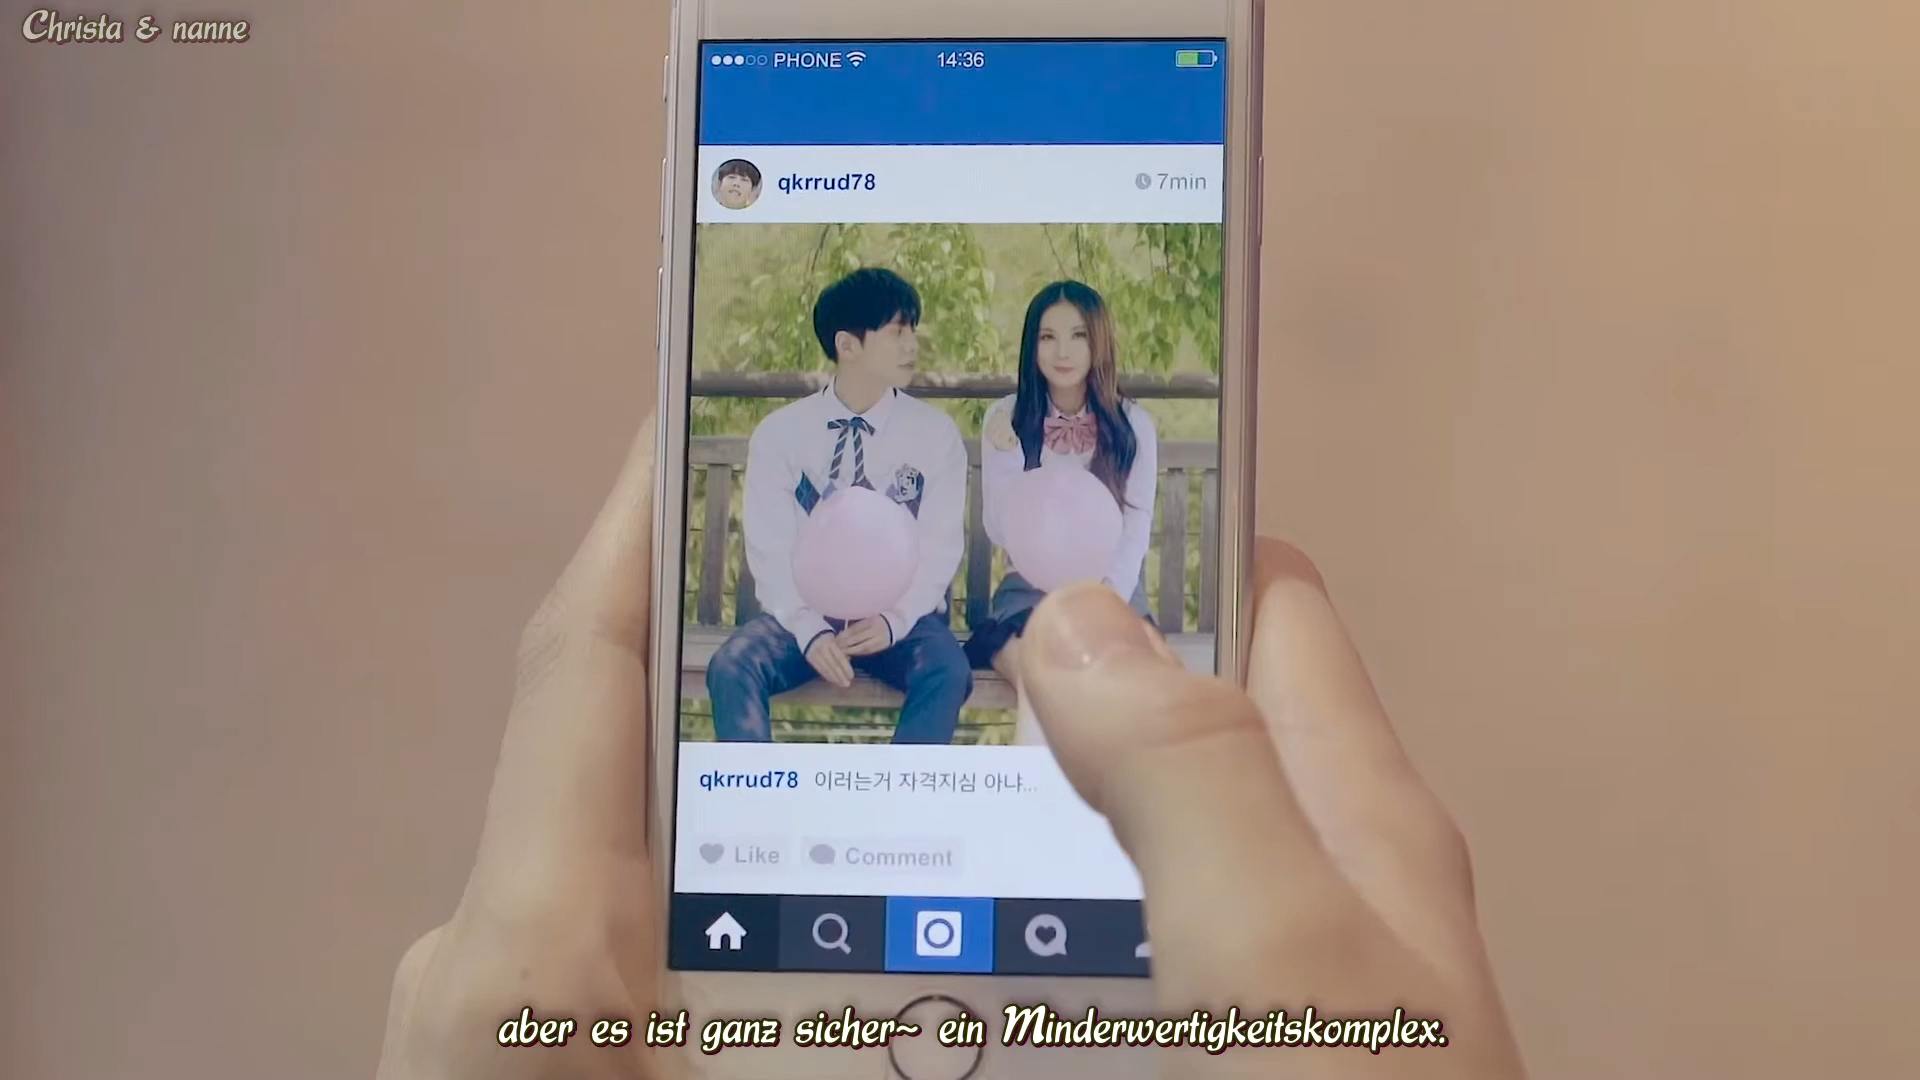 Christa & nanne
PHONE 14:36
qkrrud78 7min
qkrrud78 이러는거 자격지심 아냐...
Like Comment
aber es ist ganz sicher~ ein Minderwertigkeitskomplex.